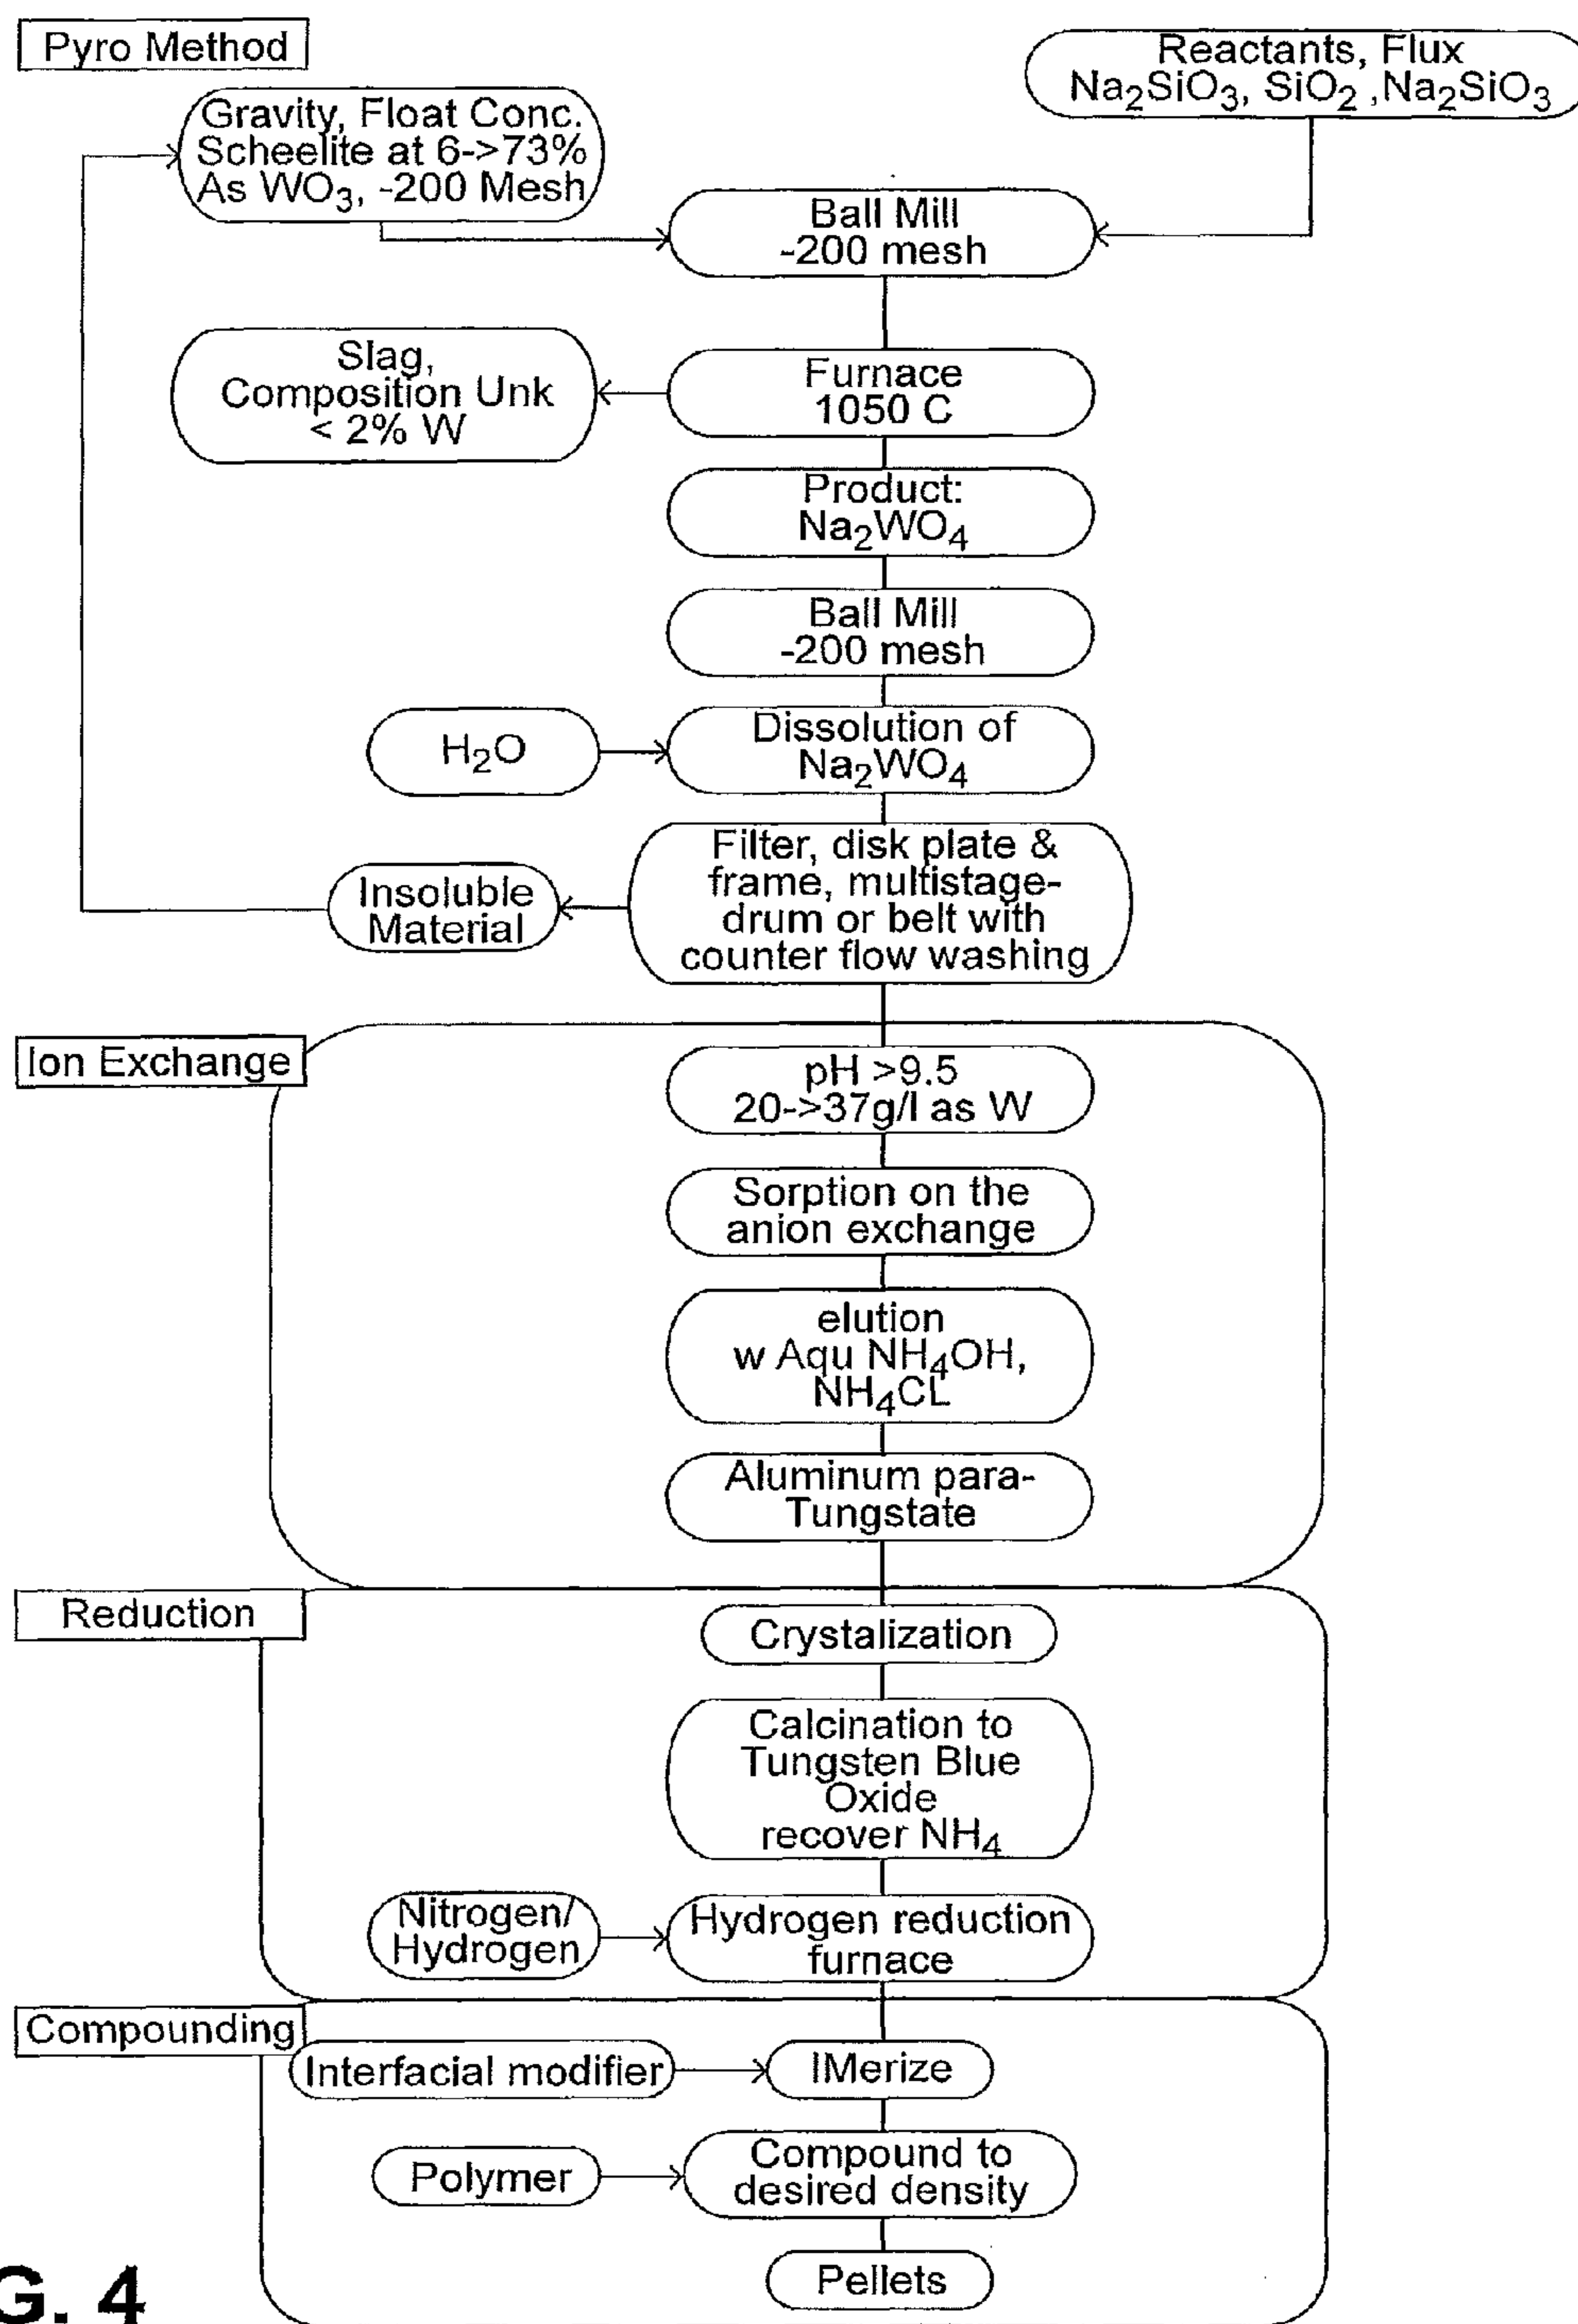 Pyro Method
Reactants, Flux
Na₂SiO₃, SiO₂ ,Na₂SiO₃
Gravity, Float Conc.
Scheelite at 6->73%
As WO₃, -200 Mesh
Ball Mill
-200 mesh
Slag,
Composition Unk
< 2% W
Furnace
1050 C
Product:
Na₂WO₄
Ball Mill
-200 mesh
H₂O
Dissolution of
Na₂WO₄
Filter, disk plate &
frame, multistage-
drum or belt with
counter flow washing
Insoluble
Material
Ion Exchange
pH >9.5
20->37g/l as W
Sorption on the
anion exchange
elution
w Aqu NH₄OH,
NH₄CL
Aluminum para-
Tungstate
Reduction
Crystalization
Calcination to
Tungsten Blue
Oxide
recover NH₄
Nitrogen/
Hydrogen
Hydrogen reduction
furnace
Compounding
Interfacial modifier
IMerize
Polymer
Compound to
desired density
Pellets
G. 4